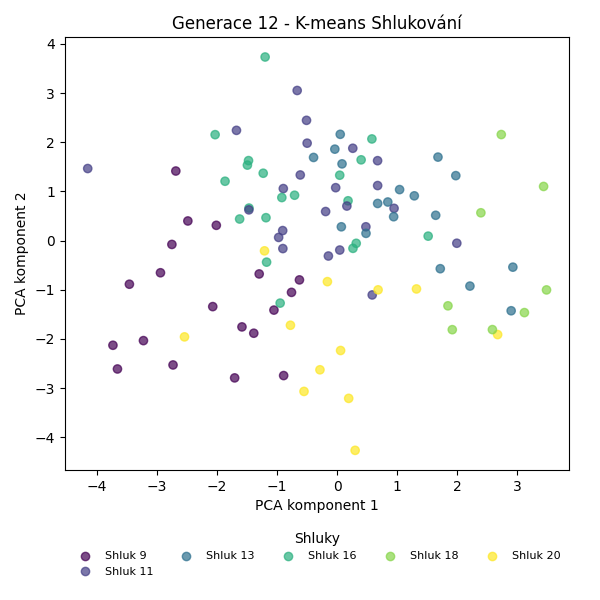 Generace 12 - K-means Shlukování
4
3
2
1
0
−1
−2
−3
−4
PCA komponent 2
−4 −3 −2 −1 0 1 2 3
PCA komponent 1
Shluky
Shluk 9 Shluk 13 Shluk 16 Shluk 18 Shluk 20
Shluk 11